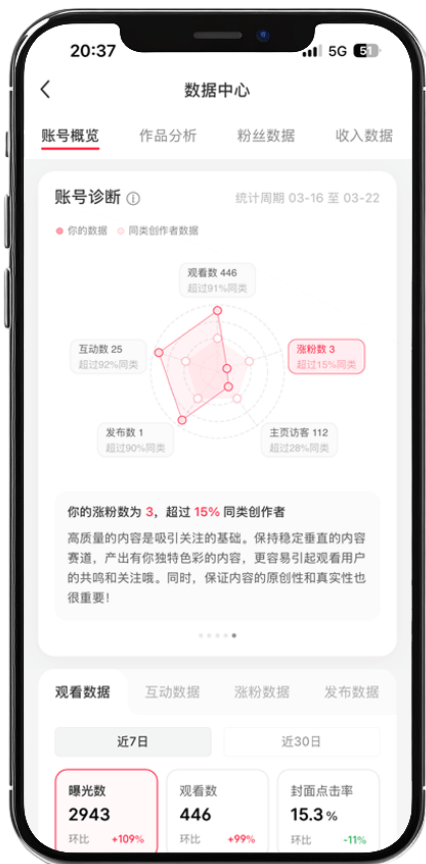 20:37
5G 51
数据中心
账号概览 作品分析 粉丝数据 收入数据
账号诊断
统计周期 03-16 至 03-22
你的数据 同类创作者数据
观看数 446
超过91%同类
互动数 25
超过92%同类
涨粉数 3
超过15%同类
发布数 1
超过90%同类
主页访客 112
超过28%同类
你的涨粉数为 3，超过 15% 同类创作者
高质量的内容是吸引关注的基础。保持稳定垂直的内容
赛道，产出有你独特色彩的内容，更容易引起观看用户
的共鸣和关注哦。同时，保证内容的原创性和真实性也
很重要！
观看数据 互动数据 涨粉数据 发布数据
近7日 近30日
曝光数 观看数 封面点击率
2943 446 15.3%
环比 +109% 环比 +99% 环比 -11%